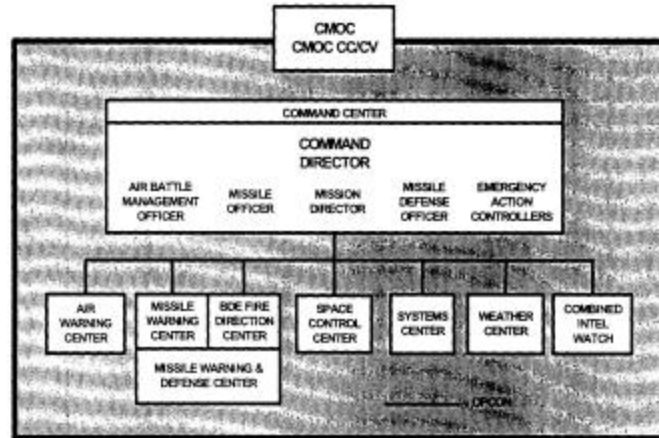 CMOC
CMOC CC/CV
COMMAND CENTER
COMMAND
DIRECTOR
AIR BATTLE
MANAGEMENT
OFFICER
MISSILE
OFFICER
MISSION
DIRECTOR
MISSILE
DEFENSE
OFFICER
EMERGENCY
ACTION
CONTROLLERS
AIR
WARNING
CENTER
MISSILE
WARNING
CENTER
BDE FIRE
DIRECTION
CENTER
SPACE
CONTROL
CENTER
SYSTEMS
CENTER
WEATHER
CENTER
COMBINED
INTEL
WATCH
MISSILE WARNING &
DEFENSE CENTER
OPCON